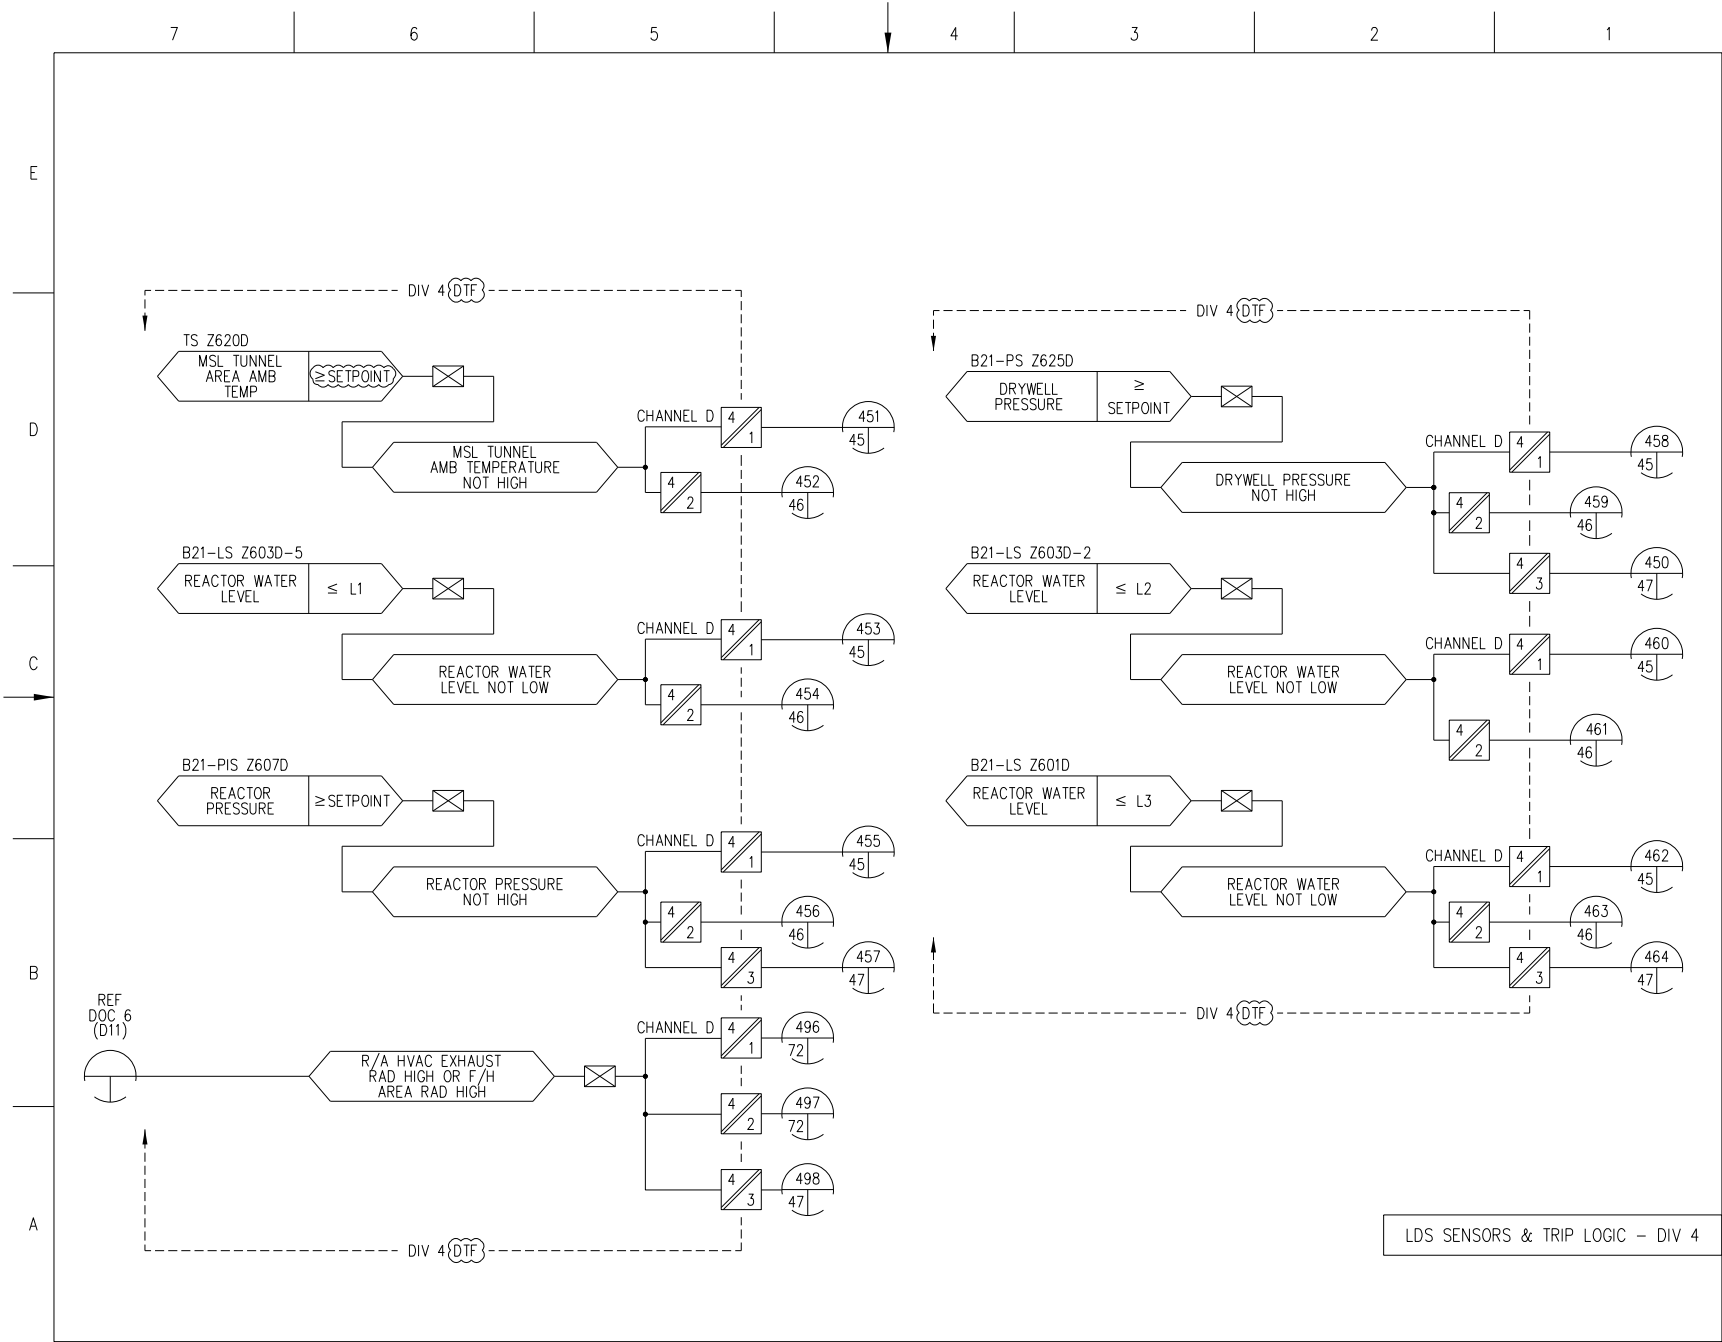 7 6 5 4 3 2 1
E
D
C
B
A
DIV 4 DTF
TS Z620D
MSL TUNNEL
AREA AMB
TEMP
≥SETPOINT
MSL TUNNEL
AMB TEMPERATURE
NOT HIGH
CHANNEL D
4
1
451
45
4
2
452
46
B21-LS Z603D-5
REACTOR WATER
LEVEL
≤ L1
REACTOR WATER
LEVEL NOT LOW
CHANNEL D
4
1
453
45
4
2
454
46
B21-PIS Z607D
REACTOR
PRESSURE
≥SETPOINT
REACTOR PRESSURE
NOT HIGH
CHANNEL D
4
1
455
45
4
2
456
46
4
3
457
47
REF
DOC 6
(D11)
R/A HVAC EXHAUST
RAD HIGH OR F/H
AREA RAD HIGH
CHANNEL D
4
1
496
72
4
2
497
72
4
3
498
47
DIV 4 DTF
DIV 4 DTF
B21-PS Z625D
DRYWELL
PRESSURE
≥
SETPOINT
DRYWELL PRESSURE
NOT HIGH
CHANNEL D
4
1
458
45
4
2
459
46
4
3
450
47
B21-LS Z603D-2
REACTOR WATER
LEVEL
≤ L2
REACTOR WATER
LEVEL NOT LOW
CHANNEL D
4
1
460
45
4
2
461
46
B21-LS Z601D
REACTOR WATER
LEVEL
≤ L3
REACTOR WATER
LEVEL NOT LOW
CHANNEL D
4
1
462
45
4
2
463
46
4
3
464
47
DIV 4 DTF
LDS SENSORS & TRIP LOGIC - DIV 4